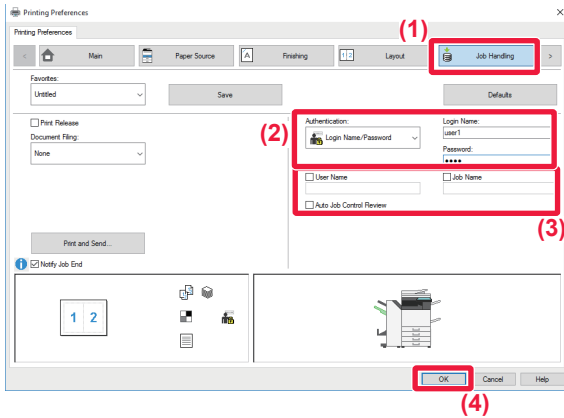 Printing Preferences
×
Printing Preferences
(1)
< Main Paper Source A Finishing 1 2 Layout Job Handling >
Favorites:
Untitled Save Defaults
Print Release
Document Filing:
None
(2)
Authentication:
Login Name/Password
Login Name:
user1
Password:
••••
User Name Job Name
Auto Job Control Review
(3)
Print and Send...
Notify Job End
1 2
OK Cancel Help
(4)